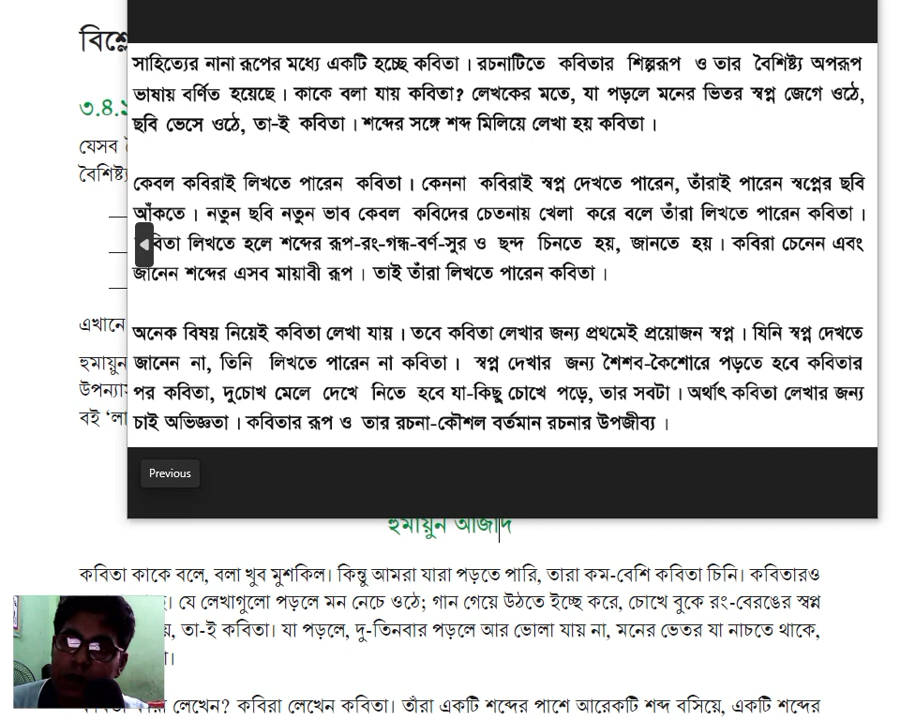 বিশ্লে
সাহিত্যের নানা রূপের মধ্যে একটি হচ্ছে কবিতা। রচনাটিতে কবিতার শিল্পরূপ ও তার বৈশিষ্ট্য অপরূপ
ভাষায় বর্ণিত হয়েছে। কাকে বলা যায় কবিতা? লেখকের মতে, যা পড়লে মনের ভিতর স্বপ্ন জেগে ওঠে,
ছবি ভেসে ওঠে, তা-ই কবিতা। শব্দের সঙ্গে শব্দ মিলিয়ে লেখা হয় কবিতা।
৩.৪.১
যেসব
বৈশিষ্ট্য
কেবল কবিরাই লিখতে পারেন কবিতা। কেননা কবিরাই স্বপ্ন দেখতে পারেন, তাঁরাই পারেন স্বপ্নের ছবি
আঁকতে। নতুন ছবি নতুন ভাব কেবল কবিদের চেতনায় খেলা করে বলে তাঁরা লিখতে পারেন কবিতা।
বিতা লিখতে হলে শব্দের রূপ-রং-গন্ধ-বর্ণ-সুর ও ছন্দ চিনতে হয়, জানতে হয়। কবিরা চেনেন এবং
জানেন শব্দের এসব মায়াবী রূপ। তাই তাঁরা লিখতে পারেন কবিতা।
এখানে
হুমায়ুন
উপন্যা
বই ‘লা
অনেক বিষয় নিয়েই কবিতা লেখা যায়। তবে কবিতা লেখার জন্য প্রথমেই প্রয়োজন স্বপ্ন। যিনি স্বপ্ন দেখতে
জানেন না, তিনি লিখতে পারেন না কবিতা। স্বপ্ন দেখার জন্য শৈশব-কৈশোরে পড়তে হবে কবিতার
পর কবিতা, দুচোখ মেলে দেখে নিতে হবে যা-কিছু চোখে পড়ে, তার সবটা। অর্থাৎ কবিতা লেখার জন্য
চাই অভিজ্ঞতা। কবিতার রূপ ও তার রচনা-কৌশল বর্তমান রচনার উপজীব্য।
Previous
হুমায়ুন আজাদ
কবিতা কাকে বলে, বলা খুব মুশকিল। কিন্তু আমরা যারা পড়তে পারি, তারা কম-বেশি কবিতা চিনি। কবিতারও
। যে লেখাগুলো পড়লে মন নেচে ওঠে; গান গেয়ে উঠতে ইচ্ছে করে, চোখে বুকে রং-বেরঙের স্বপ্ন
য়, তা-ই কবিতা। যা পড়লে, দু-তিনবার পড়লে আর ভোলা যায় না, মনের ভেতর যা নাচতে থাকে,
।
লেখেন? কবিরা লেখেন কবিতা। তাঁরা একটি শব্দের পাশে আরেকটি শব্দ বসিয়ে, একটি শব্দের